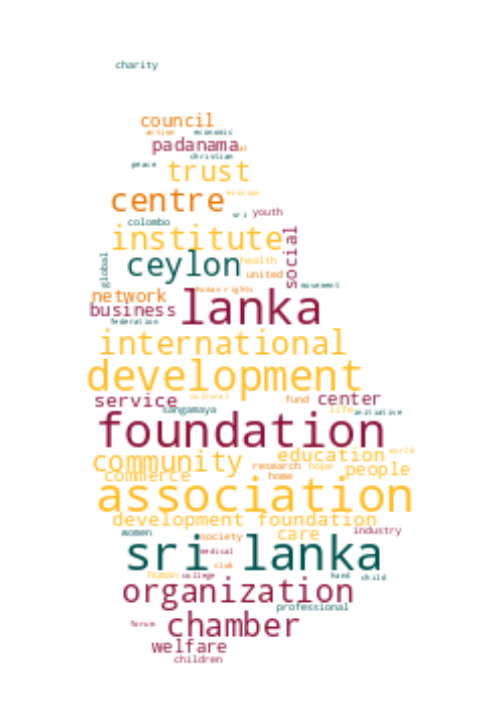 charity
council
action economic
padanama
christian
peace
trust
centre mission
sri youth
colombo
institute social
ceylon health
global united
human rights movement
network
business lanka
federation
international
development
cultural
service fund center
sangamaya life initiative
foundation
education world
community research hope people
commerce home
association
development foundation
women society care industry
sri lanka
medical
club
human college hand child
organization
professional
forum chamber
welfare
children